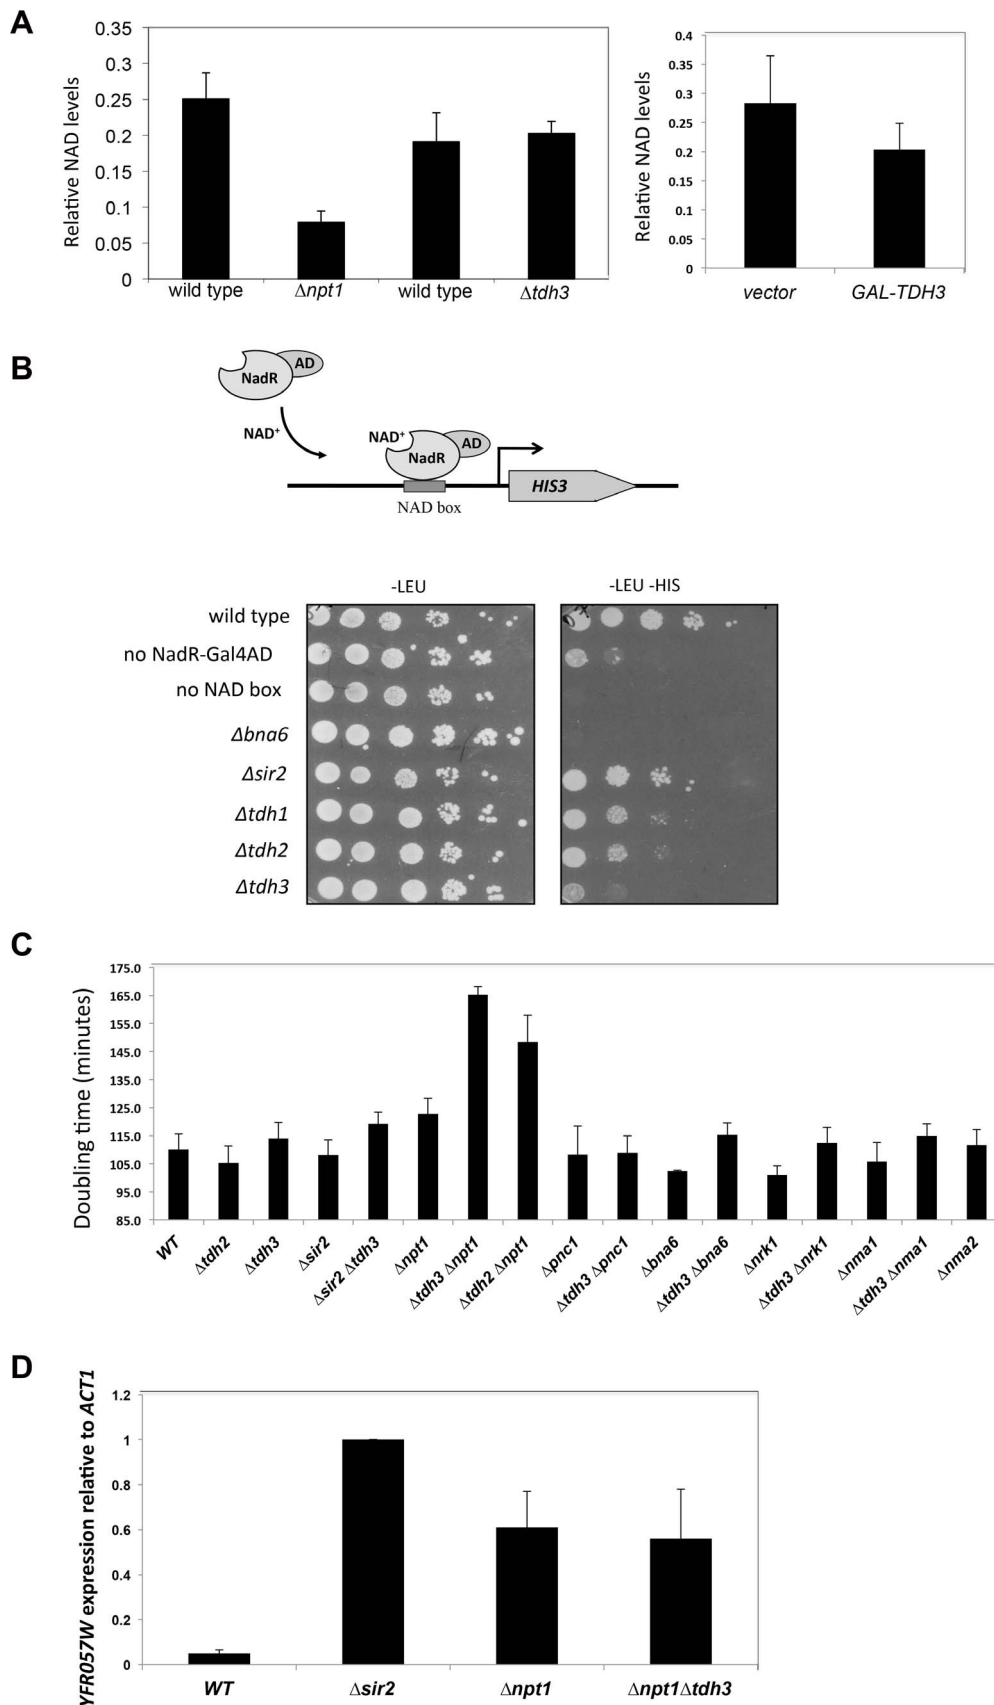 A
Relative NAD levels
0.35
0.3
0.25
0.2
0.15
0.1
0.05
0
wild type Δnpt1 wild type Δtdh3
Relative NAD levels
0.4
0.35
0.3
0.25
0.2
0.15
0.1
0.05
0
vector GAL-TDH3
B
NadR AD
NAD+
NAD+ NadR AD
HIS3
NAD box
-LEU -LEU -HIS
wild type
no NadR-Gal4AD
no NAD box
Δbna6
Δsir2
Δtdh1
Δtdh2
Δtdh3
C
Doubling time (minutes)
175.0
165.0
155.0
145.0
135.0
125.0
115.0
105.0
95.0
85.0
WT
Δtdh2
Δtdh3
Δsir2
Δsir2 Δtdh3
Δnpt1
Δtdh3 Δnpt1
Δtdh2 Δnpt1
Δpnc1
Δtdh3 Δpnc1
Δbna6
Δtdh3 Δbna6
Δnrk1
Δtdh3 Δnrk1
Δnma1
Δtdh3 Δnma1
Δnma2
D
YFR057W expression relative to ACT1
1.2
1
0.8
0.6
0.4
0.2
0
WT Δsir2 Δnpt1 Δnpt1Δtdh3